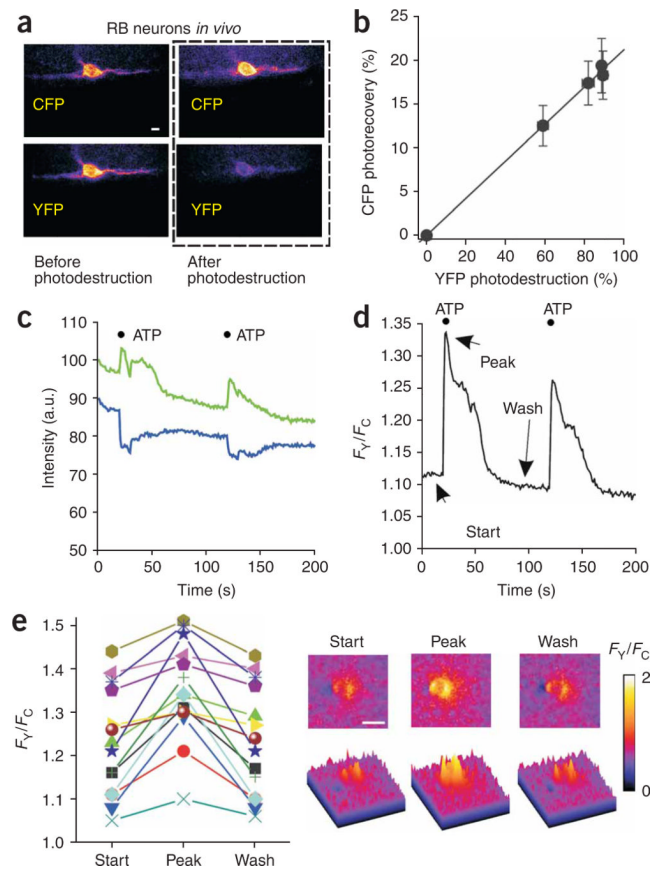 a
RB neurons in vivo
CFP
CFP
YFP
YFP
Before
photodestruction
After
photodestruction
b
CFP photorecovery (%)
25
20
15
10
5
0
0 20 40 60 80 100
YFP photodestruction (%)
c
ATP
ATP
Intensity (a.u.)
110
100
90
80
70
60
50
0 50 100 150 200
Time (s)
d
ATP
ATP
Peak
Wash
Start
FY/FC
1.35
1.30
1.25
1.20
1.15
1.10
1.05
1.00
0 50 100 150 200
Time (s)
e
FY/FC
1.5
1.4
1.3
1.2
1.1
1.0
Start Peak Wash
Start Peak Wash
FY/FC
2
0